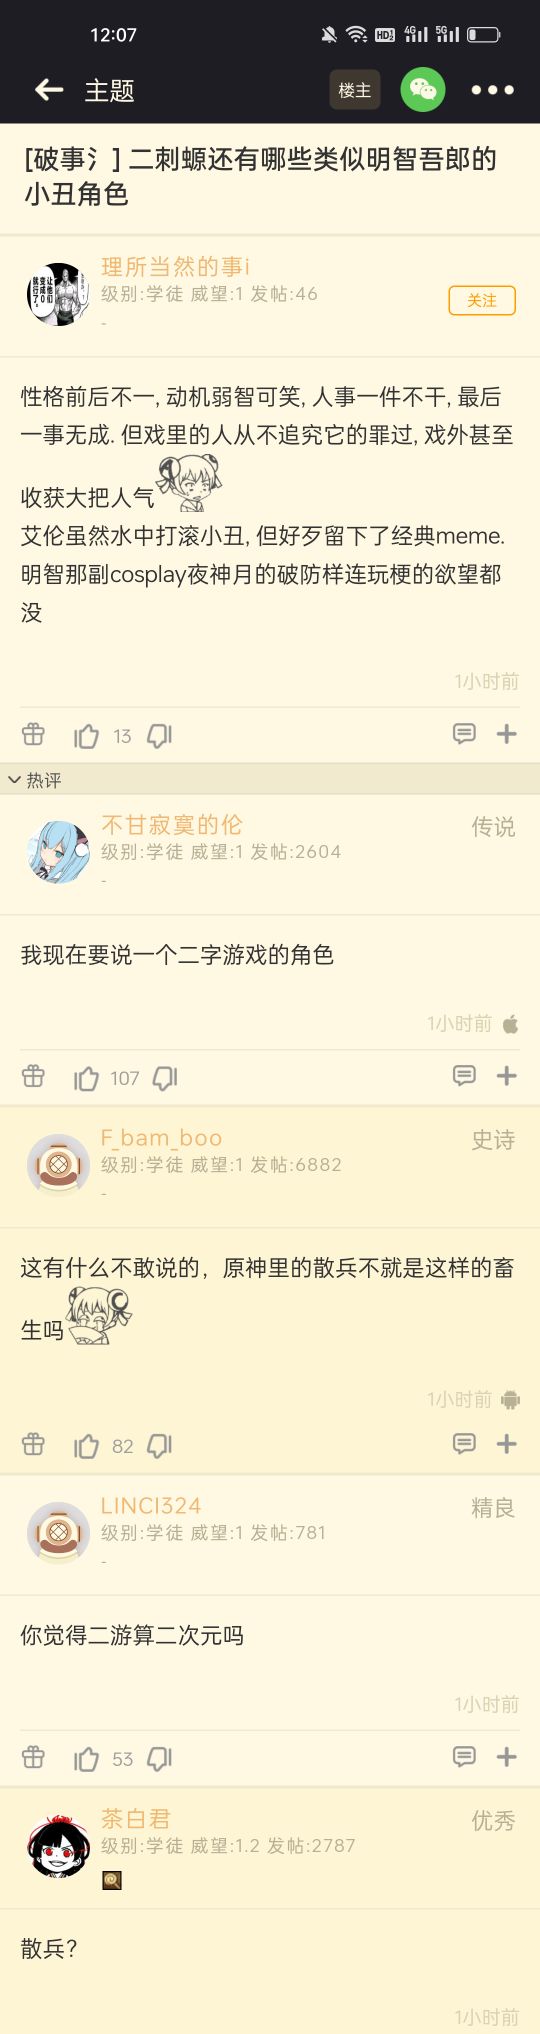 12:07
HD
4G
5G
主题
楼主
[破事氵] 二刺螈还有哪些类似明智吾郎的
小丑角色
让他们
变成0
就行了。
理所当然的事i
级别:学徒 威望:1 发帖:46
-
关注
性格前后不一, 动机弱智可笑, 人事一件不干, 最后
一事无成. 但戏里的人从不追究它的罪过, 戏外甚至
收获大把人气
艾伦虽然水中打滚小丑, 但好歹留下了经典meme.
明智那副cosplay夜神月的破防样连玩梗的欲望都
没
1小时前
13
热评
不甘寂寞的伦
传说
级别:学徒 威望:1 发帖:2604
-
我现在要说一个二字游戏的角色
1小时前
107
F_bam_boo
史诗
级别:学徒 威望:1 发帖:6882
-
这有什么不敢说的，原神里的散兵不就是这样的畜
生吗
1小时前
82
LINCI324
精良
级别:学徒 威望:1 发帖:781
-
你觉得二游算二次元吗
1小时前
53
茶白君
优秀
级别:学徒 威望:1.2 发帖:2787
散兵？
1小时前